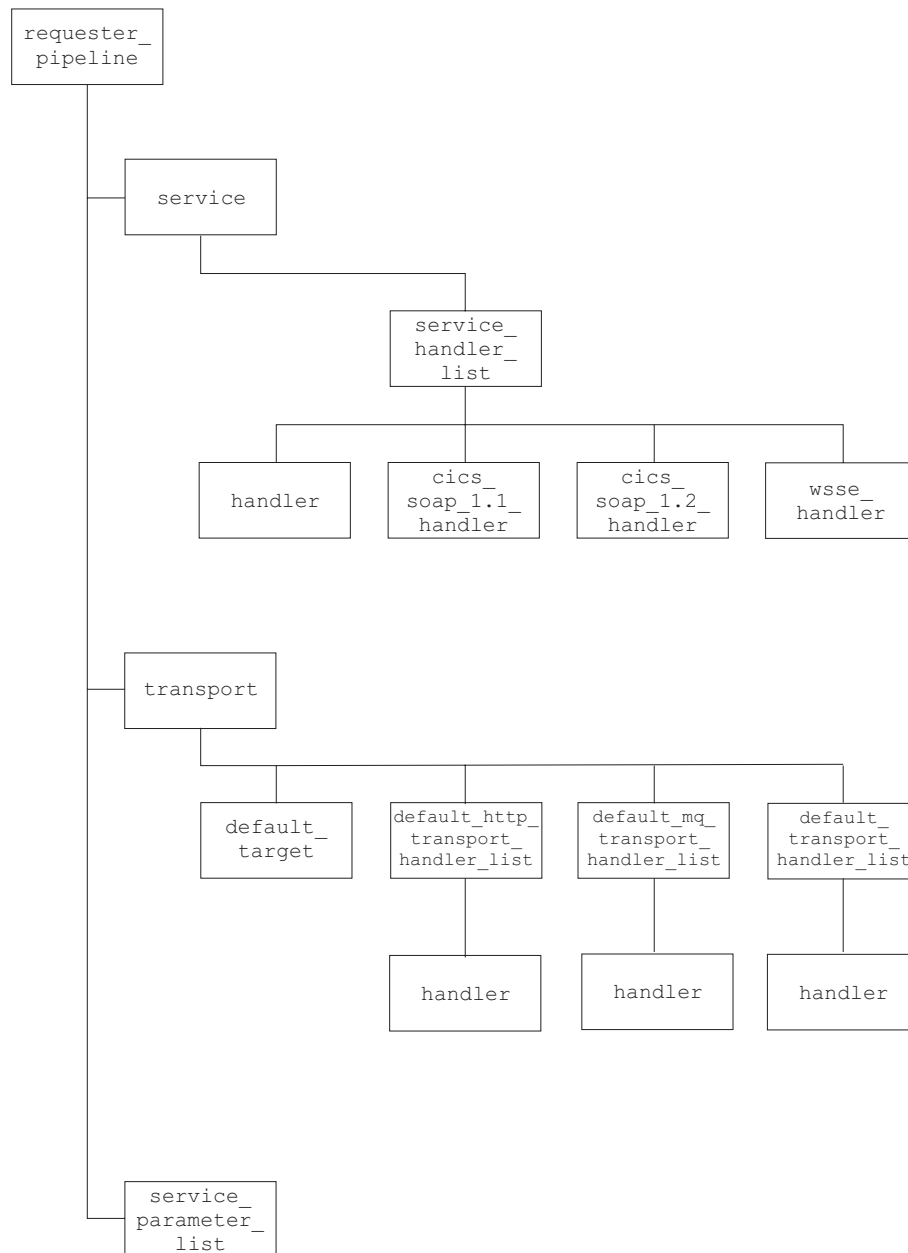 requester_
pipeline
service
service_
handler_
list
handler
cics_
soap_1.1_
handler
cics_
soap_1.2_
handler
wsse_
handler
transport
default_
target
default_http_
transport_
handler_list
default_mq_
transport_
handler_list
default_
transport_
handler_list
handler
handler
handler
service_
parameter_
list